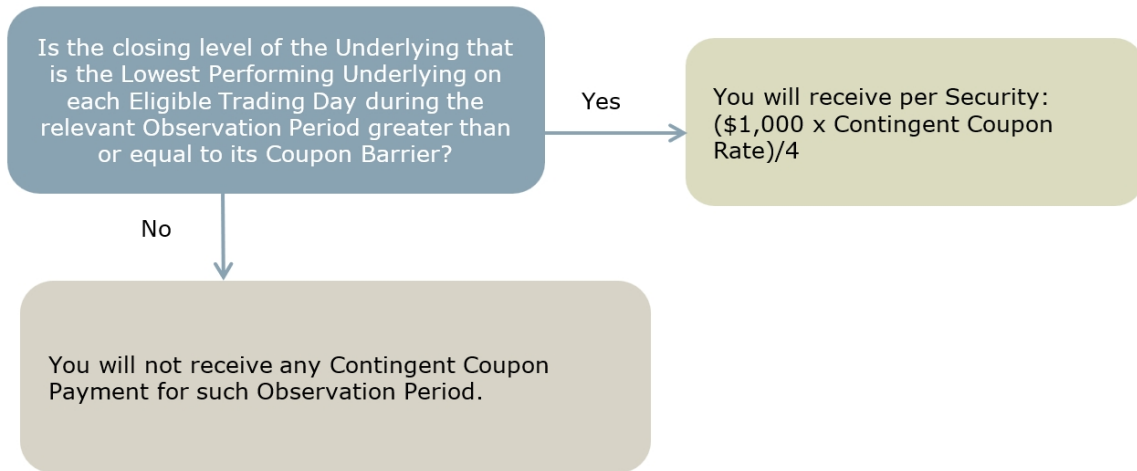 Is the closing level of the Underlying that
is the Lowest Performing Underlying on
each Eligible Trading Day during the
relevant Observation Period greater than
or equal to its Coupon Barrier?
Yes
You will receive per Security:
($1,000 x Contingent Coupon
Rate)/4
No
You will not receive any Contingent Coupon
Payment for such Observation Period.